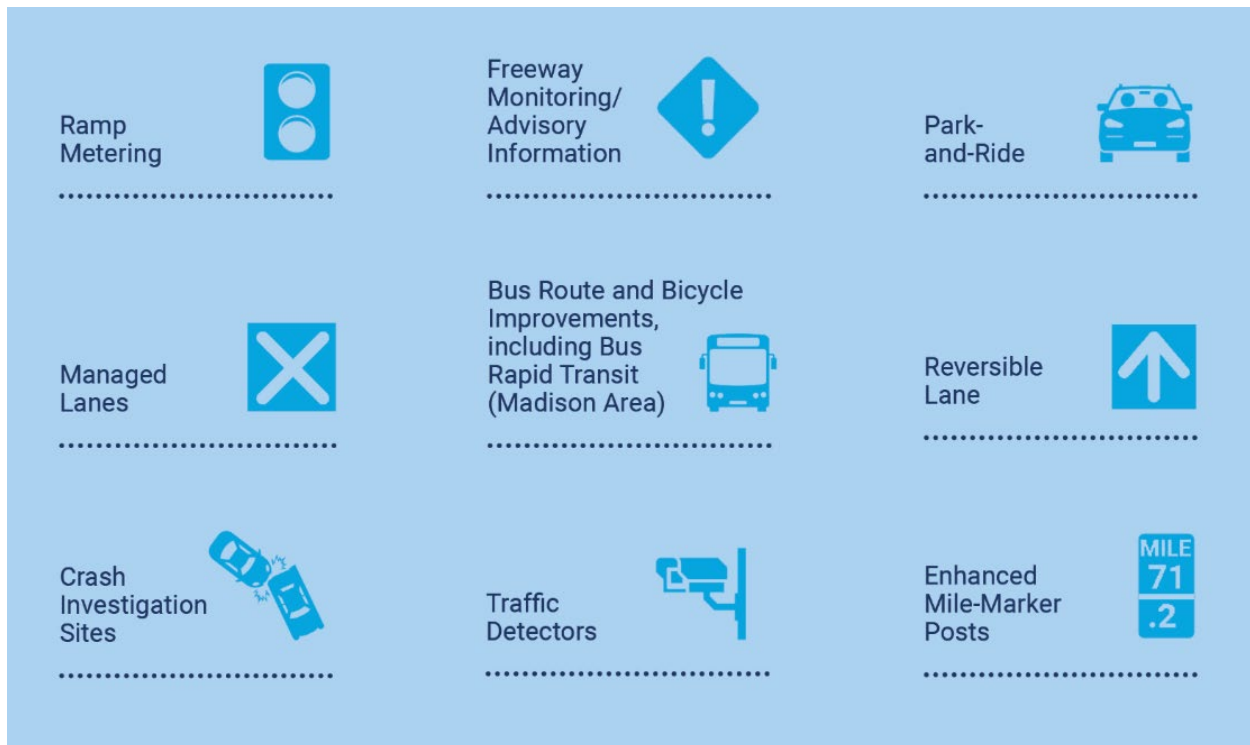 Ramp
Metering
Freeway
Monitoring/
Advisory
Information
Park-
and-Ride
Managed
Lanes
Bus Route and Bicycle
Improvements,
including Bus
Rapid Transit
(Madison Area)
Reversible
Lane
Crash
Investigation
Sites
Traffic
Detectors
Enhanced
Mile-Marker
Posts
MILE
71
.2